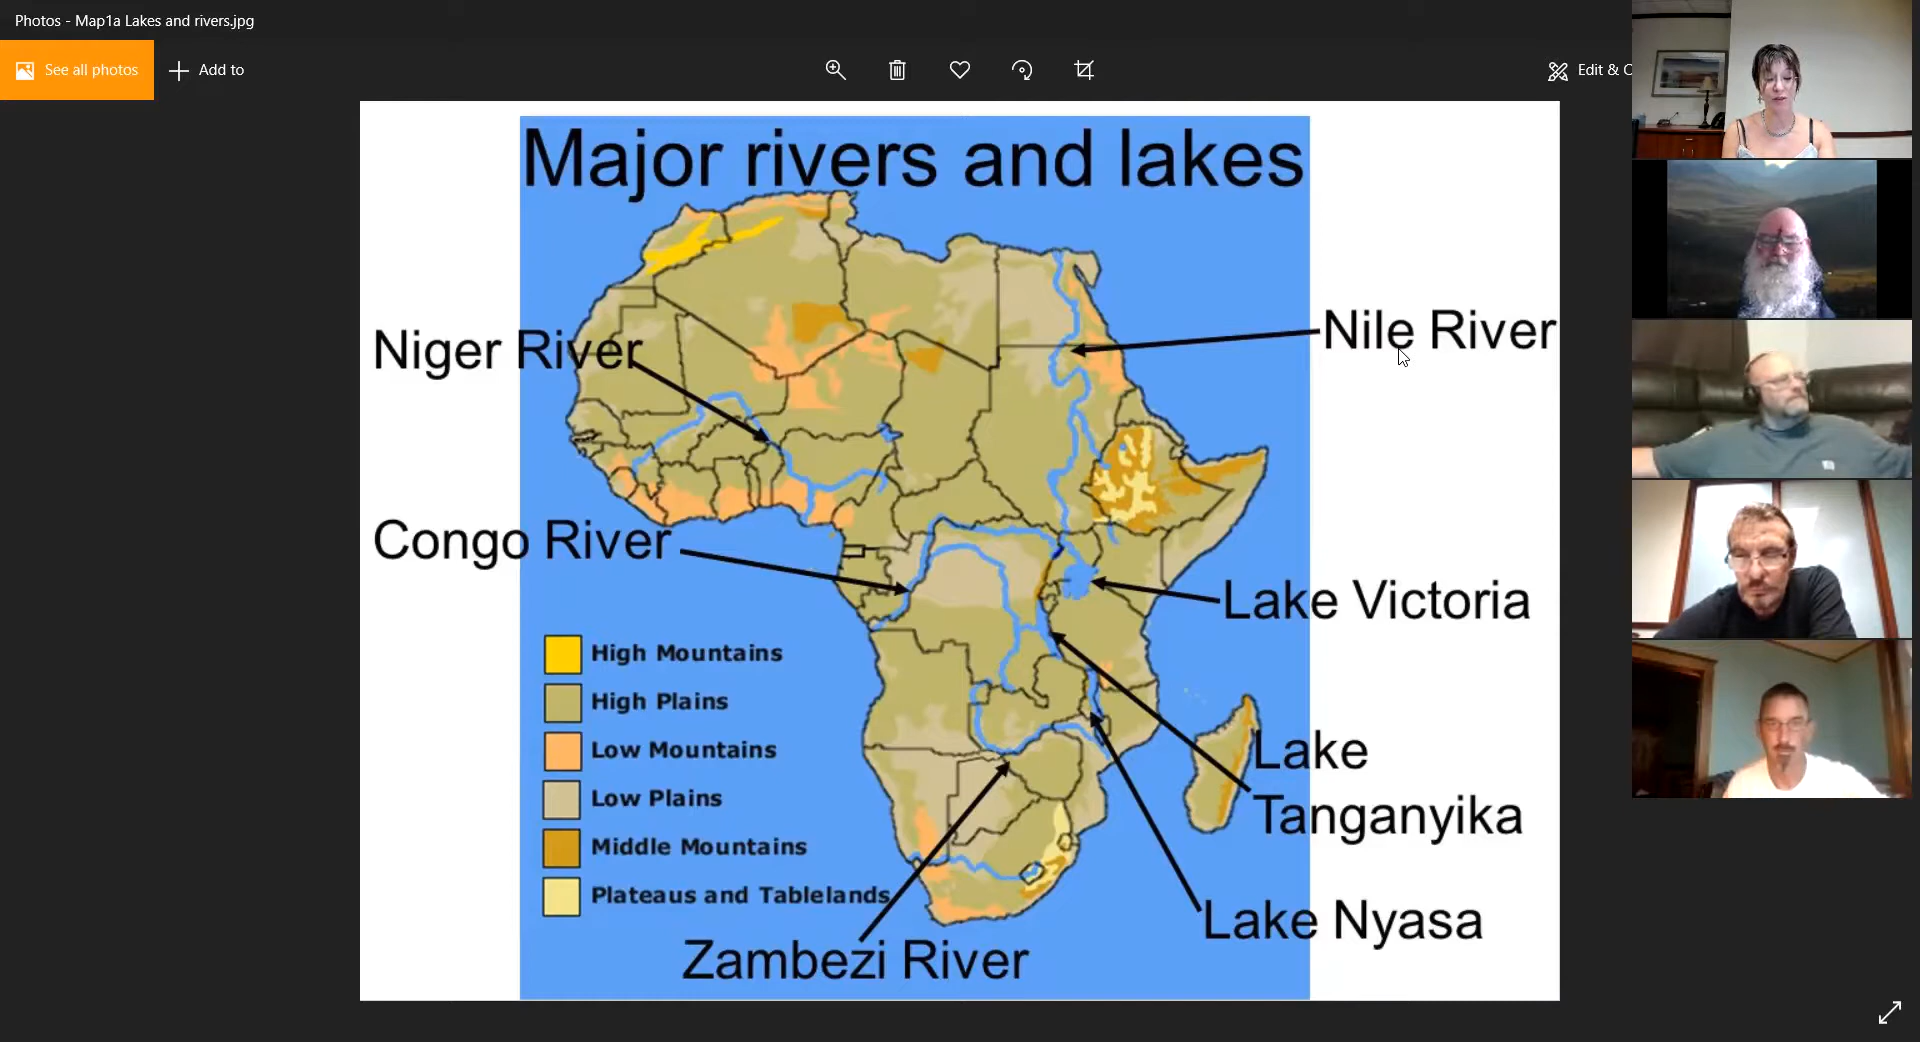 Photos - Map1a Lakes and rivers.jpg
See all photos
Add to
Edit & C
Major rivers and lakes
Niger River
Nile River
Congo River
Lake Victoria
High Mountains
High Plains
Low Mountains
Low Plains
Middle Mountains
Plateaus and Tablelands
Lake
Tanganyika
Lake Nyasa
Zambezi River